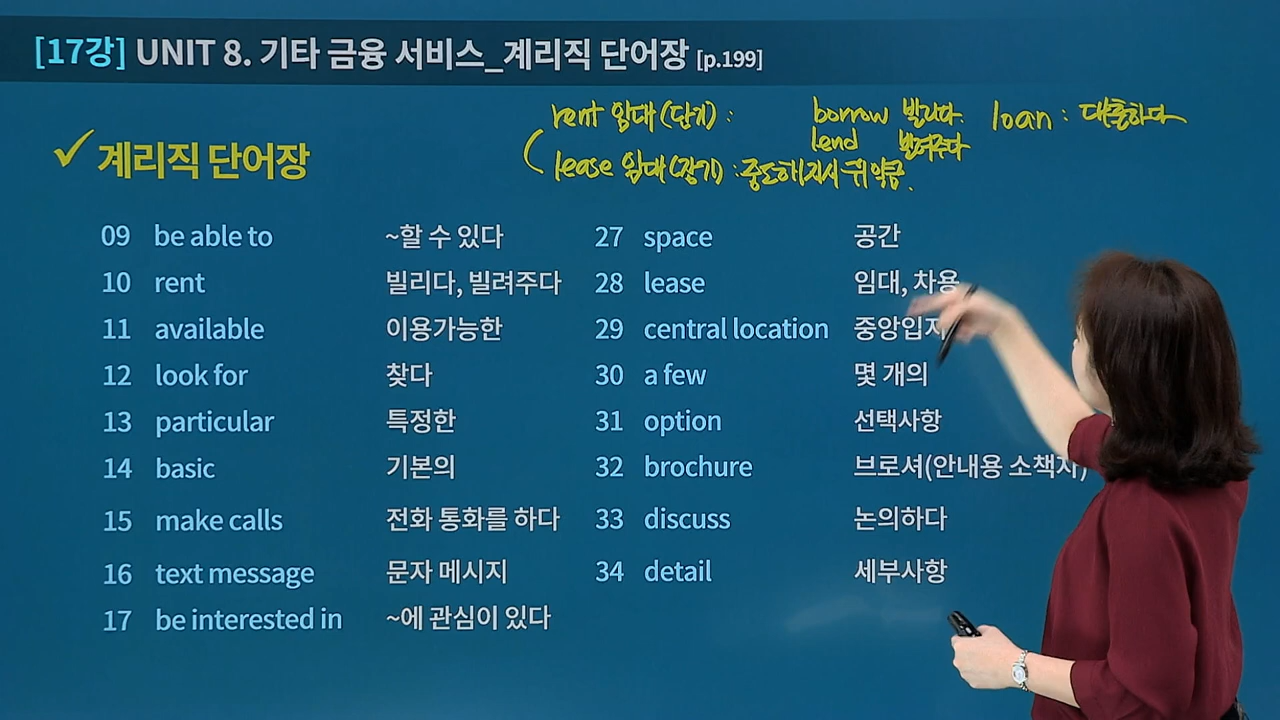 [17강] UNIT 8. 기타 금융 서비스_계리직 단어장 [p.199]
rent 임대(단기) : borrow 빌리다. loan : 대출하다
lend 빌려주다
lease 임대(장기) : 중도해지시 위약금.
계리직 단어장
09 be able to ~할 수 있다
10 rent 빌리다, 빌려주다
11 available 이용가능한
12 look for 찾다
13 particular 특정한
14 basic 기본의
15 make calls 전화 통화를 하다
16 text message 문자 메시지
17 be interested in ~에 관심이 있다
27 space 공간
28 lease 임대, 차용
29 central location 중앙입지
30 a few 몇 개의
31 option 선택사항
32 brochure 브로셔(안내용 소책자)
33 discuss 논의하다
34 detail 세부사항